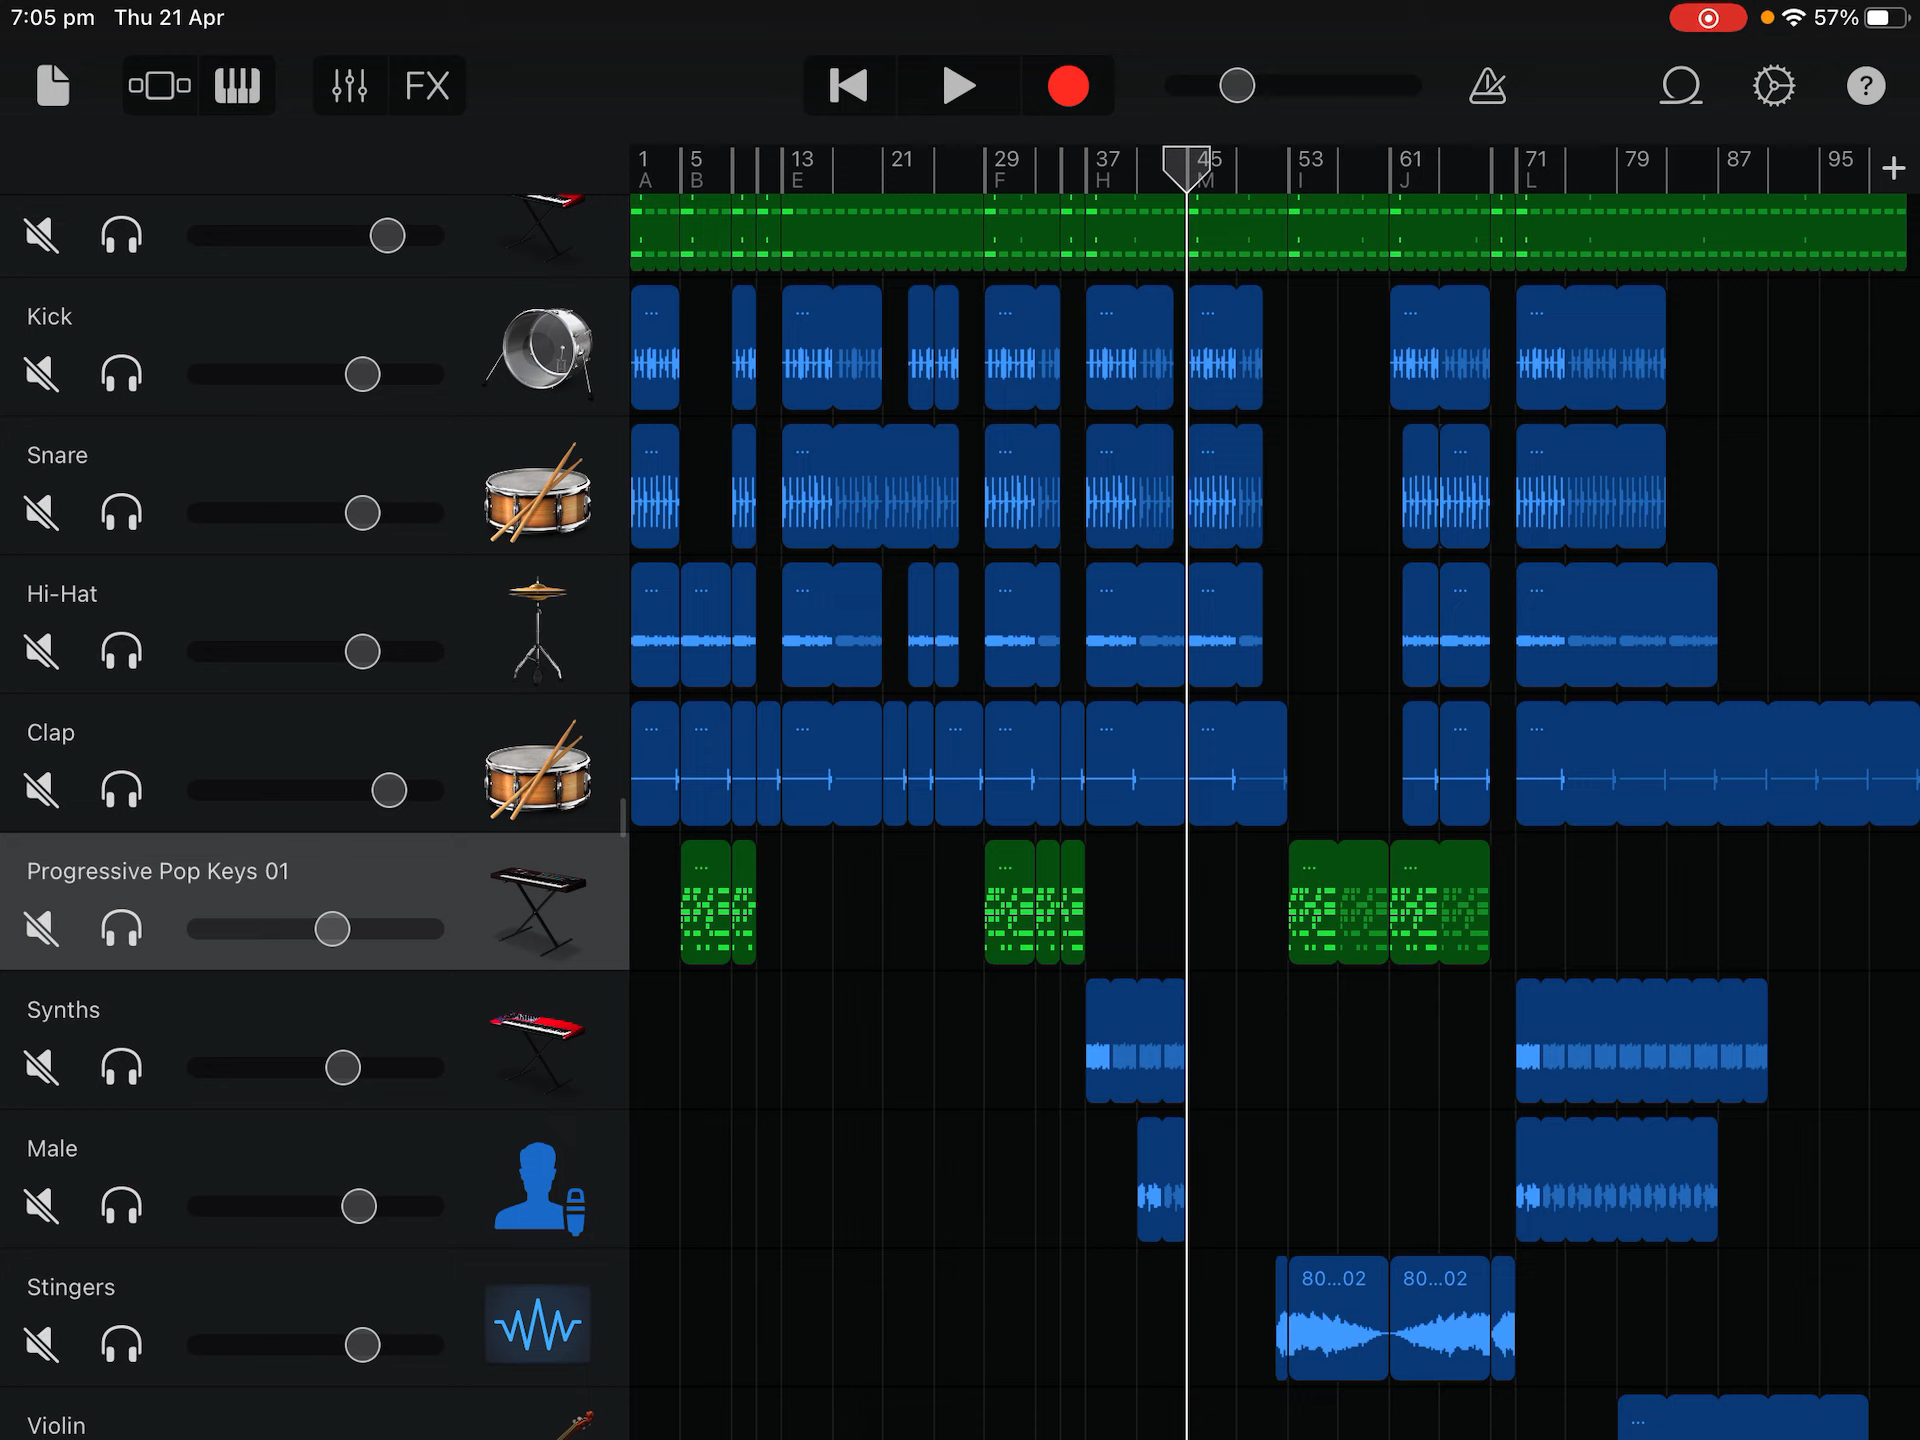 7:05 pm Thu 21 Apr
57%
FX
?
1 5 13 21 29 37 45 53 61 71 79 87 95 +
A B E F H M I J L
Kick
Snare
Hi-Hat
Clap
Progressive Pop Keys 01
Synths
Male
Stingers
80...02 80...02
Violin